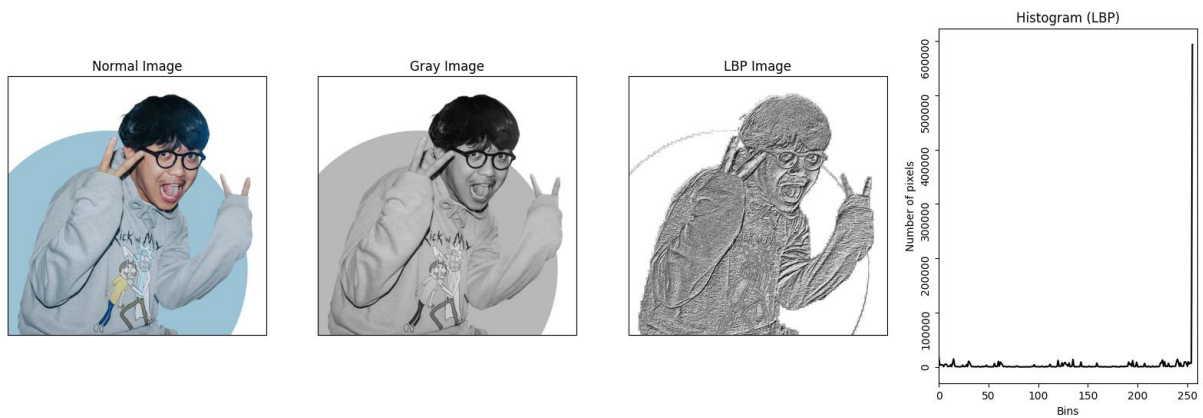 Normal Image
Gray Image
LBP Image
Histogram (LBP)
Number of pixels
600000
500000
400000
300000
200000
100000
0
0
50
100
150
200
250
Bins